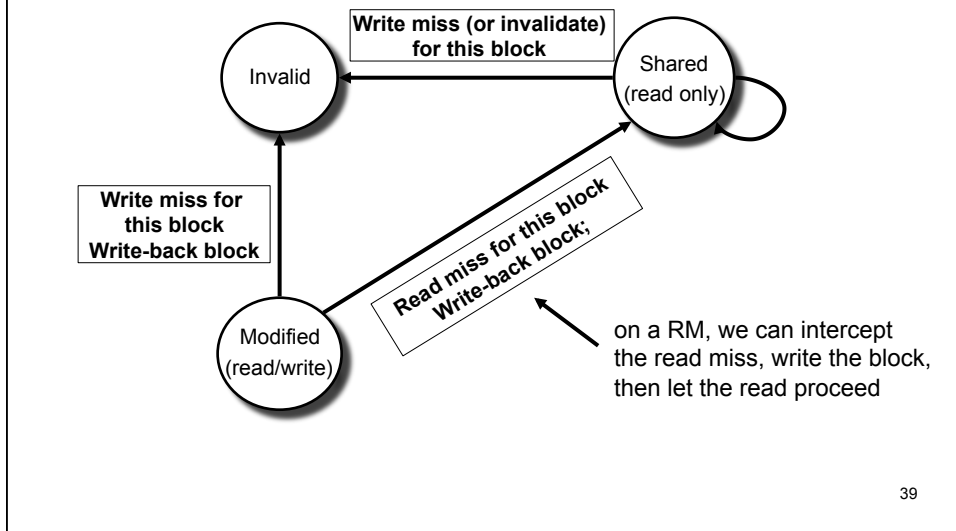 Write miss (or invalidate)
for this block
Invalid
Shared
(read only)
Write miss for
this block
Write-back block
Read miss for this block
Write-back block;
Modified
(read/write)
on a RM, we can intercept
the read miss, write the block,
then let the read proceed
39